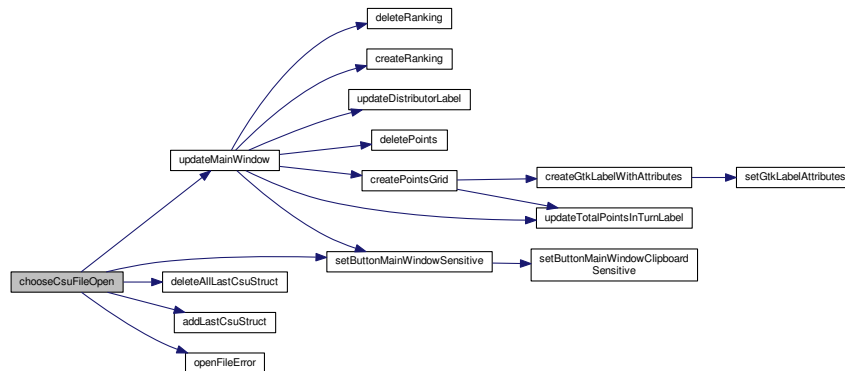 deleteRanking
createRanking
updateDistributorLabel
deletePoints
updateMainWindow
createPointsGrid
createGtkLabelWithAttributes
setGtkLabelAttributes
updateTotalPointsInTurnLabel
setButtonMainWindowSensitive
setButtonMainWindowClipboard
Sensitive
chooseCsuFileOpen
deleteAllLastCsuStruct
addLastCsuStruct
openFileError